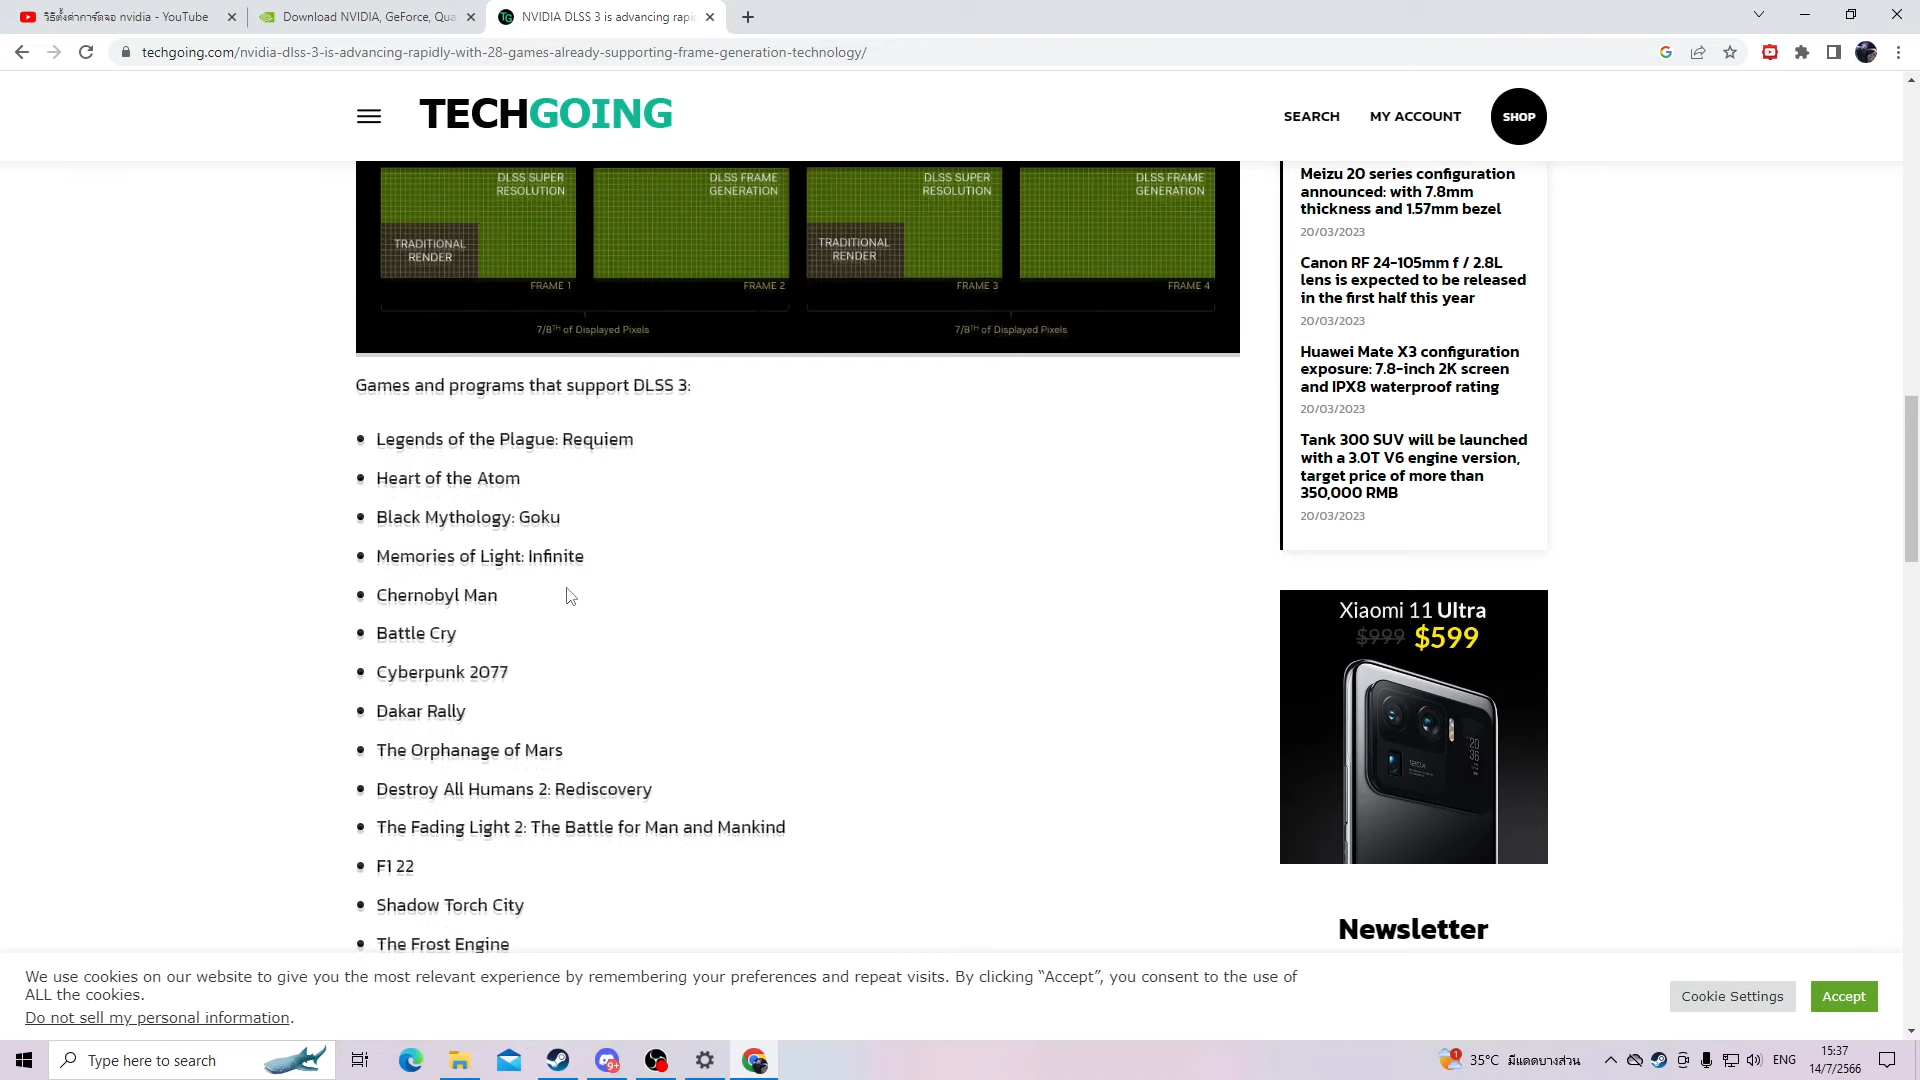 วิธีตั้งค่าการ์ดจอ nvidia - YouTube
Download NVIDIA, GeForce, Qua
NVIDIA DLSS 3 is advancing rapi
techgoing.com/nvidia-dlss-3-is-advancing-rapidly-with-28-games-already-supporting-frame-generation-technology/
TECHGOING
SEARCH
MY ACCOUNT
SHOP
DLSS SUPER RESOLUTION
TRADITIONAL RENDER
FRAME 1
DLSS FRAME GENERATION
FRAME 2
DLSS SUPER RESOLUTION
TRADITIONAL RENDER
FRAME 3
DLSS FRAME GENERATION
FRAME 4
7/8TH of Displayed Pixels
7/8TH of Displayed Pixels
Games and programs that support DLSS 3:
Legends of the Plague: Requiem
Heart of the Atom
Black Mythology: Goku
Memories of Light: Infinite
Chernobyl Man
Battle Cry
Cyberpunk 2077
Dakar Rally
The Orphanage of Mars
Destroy All Humans 2: Rediscovery
The Fading Light 2: The Battle for Man and Mankind
F1 22
Shadow Torch City
The Frost Engine
Meizu 20 series configuration
announced: with 7.8mm
thickness and 1.57mm bezel
20/03/2023
Canon RF 24-105mm f / 2.8L
lens is expected to be released
in the first half this year
20/03/2023
Huawei Mate X3 configuration
exposure: 7.8-inch 2K screen
and IPX8 waterproof rating
20/03/2023
Tank 300 SUV will be launched
with a 3.0T V6 engine version,
target price of more than
350,000 RMB
20/03/2023
Xiaomi 11 Ultra
$999 $599
Newsletter
We use cookies on our website to give you the most relevant experience by remembering your preferences and repeat visits. By clicking “Accept”, you consent to the use of
ALL the cookies.
Do not sell my personal information.
Cookie Settings
Accept
Type here to search
9+
1
35°C มีแดดบางส่วน
ENG
15:37
14/7/2566